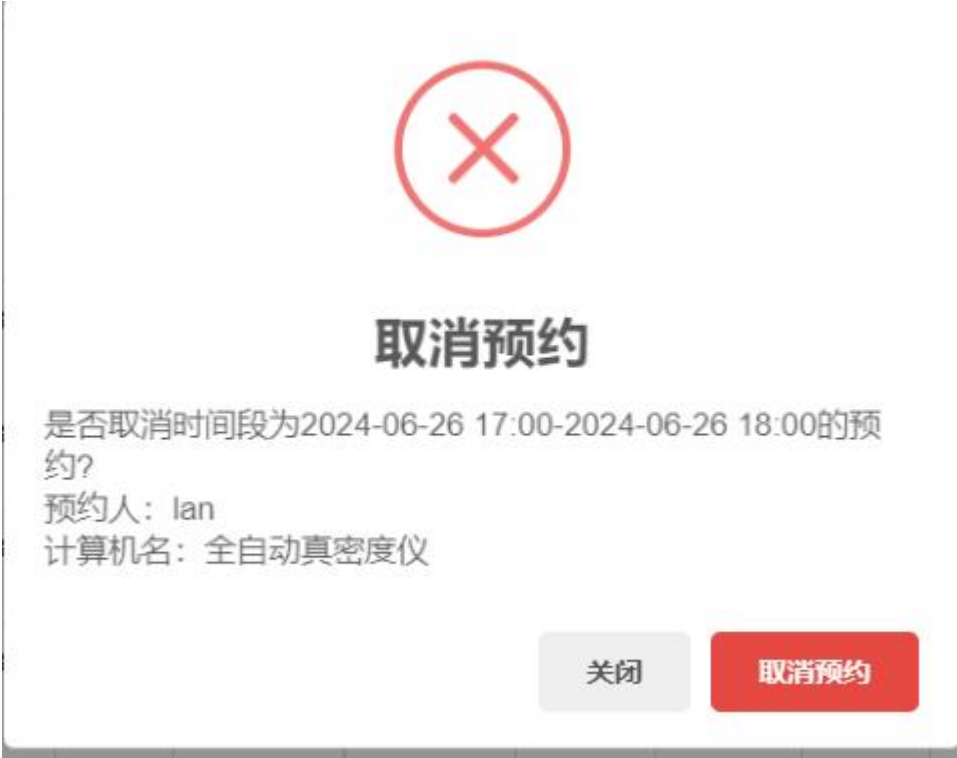 取消预约
是否取消时间段为2024-06-26 17:00-2024-06-26 18:00的预
约?
预约人：lan
计算机名：全自动真密度仪
关闭
取消预约